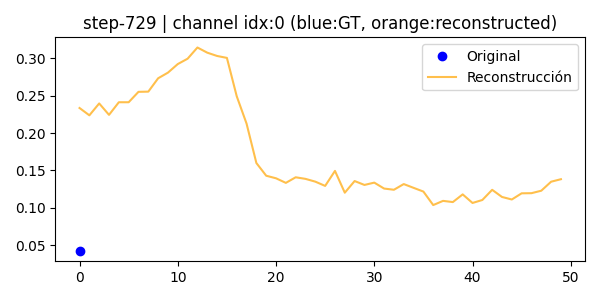 step-729 | channel idx:0 (blue:GT, orange:reconstructed)
Original
Reconstrucción
0.30
0.25
0.20
0.15
0.10
0.05
0 10 20 30 40 50